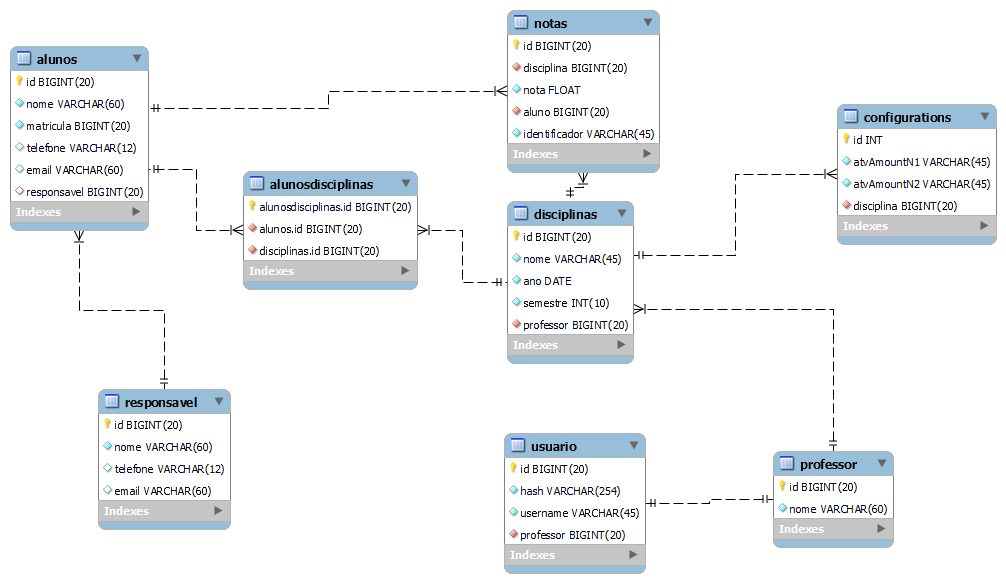 alunos
id BIGINT(20)
nome VARCHAR(60)
matricula BIGINT(20)
telefone VARCHAR(12)
email VARCHAR(60)
responsavel BIGINT(20)
Indexes
notas
id BIGINT(20)
disciplina BIGINT(20)
nota FLOAT
aluno BIGINT(20)
identificador VARCHAR(45)
Indexes
configurations
id INT
atvAmountN1 VARCHAR(45)
atvAmountN2 VARCHAR(45)
disciplina BIGINT(20)
Indexes
alunosdisciplinas
alunosdisciplinas.id BIGINT(20)
alunos.id BIGINT(20)
disciplinas.id BIGINT(20)
Indexes
disciplinas
id BIGINT(20)
nome VARCHAR(45)
ano DATE
semestre INT(10)
professor BIGINT(20)
Indexes
responsavel
id BIGINT(20)
nome VARCHAR(60)
telefone VARCHAR(12)
email VARCHAR(60)
Indexes
usuario
id BIGINT(20)
hash VARCHAR(254)
username VARCHAR(45)
professor BIGINT(20)
Indexes
professor
id BIGINT(20)
nome VARCHAR(60)
Indexes